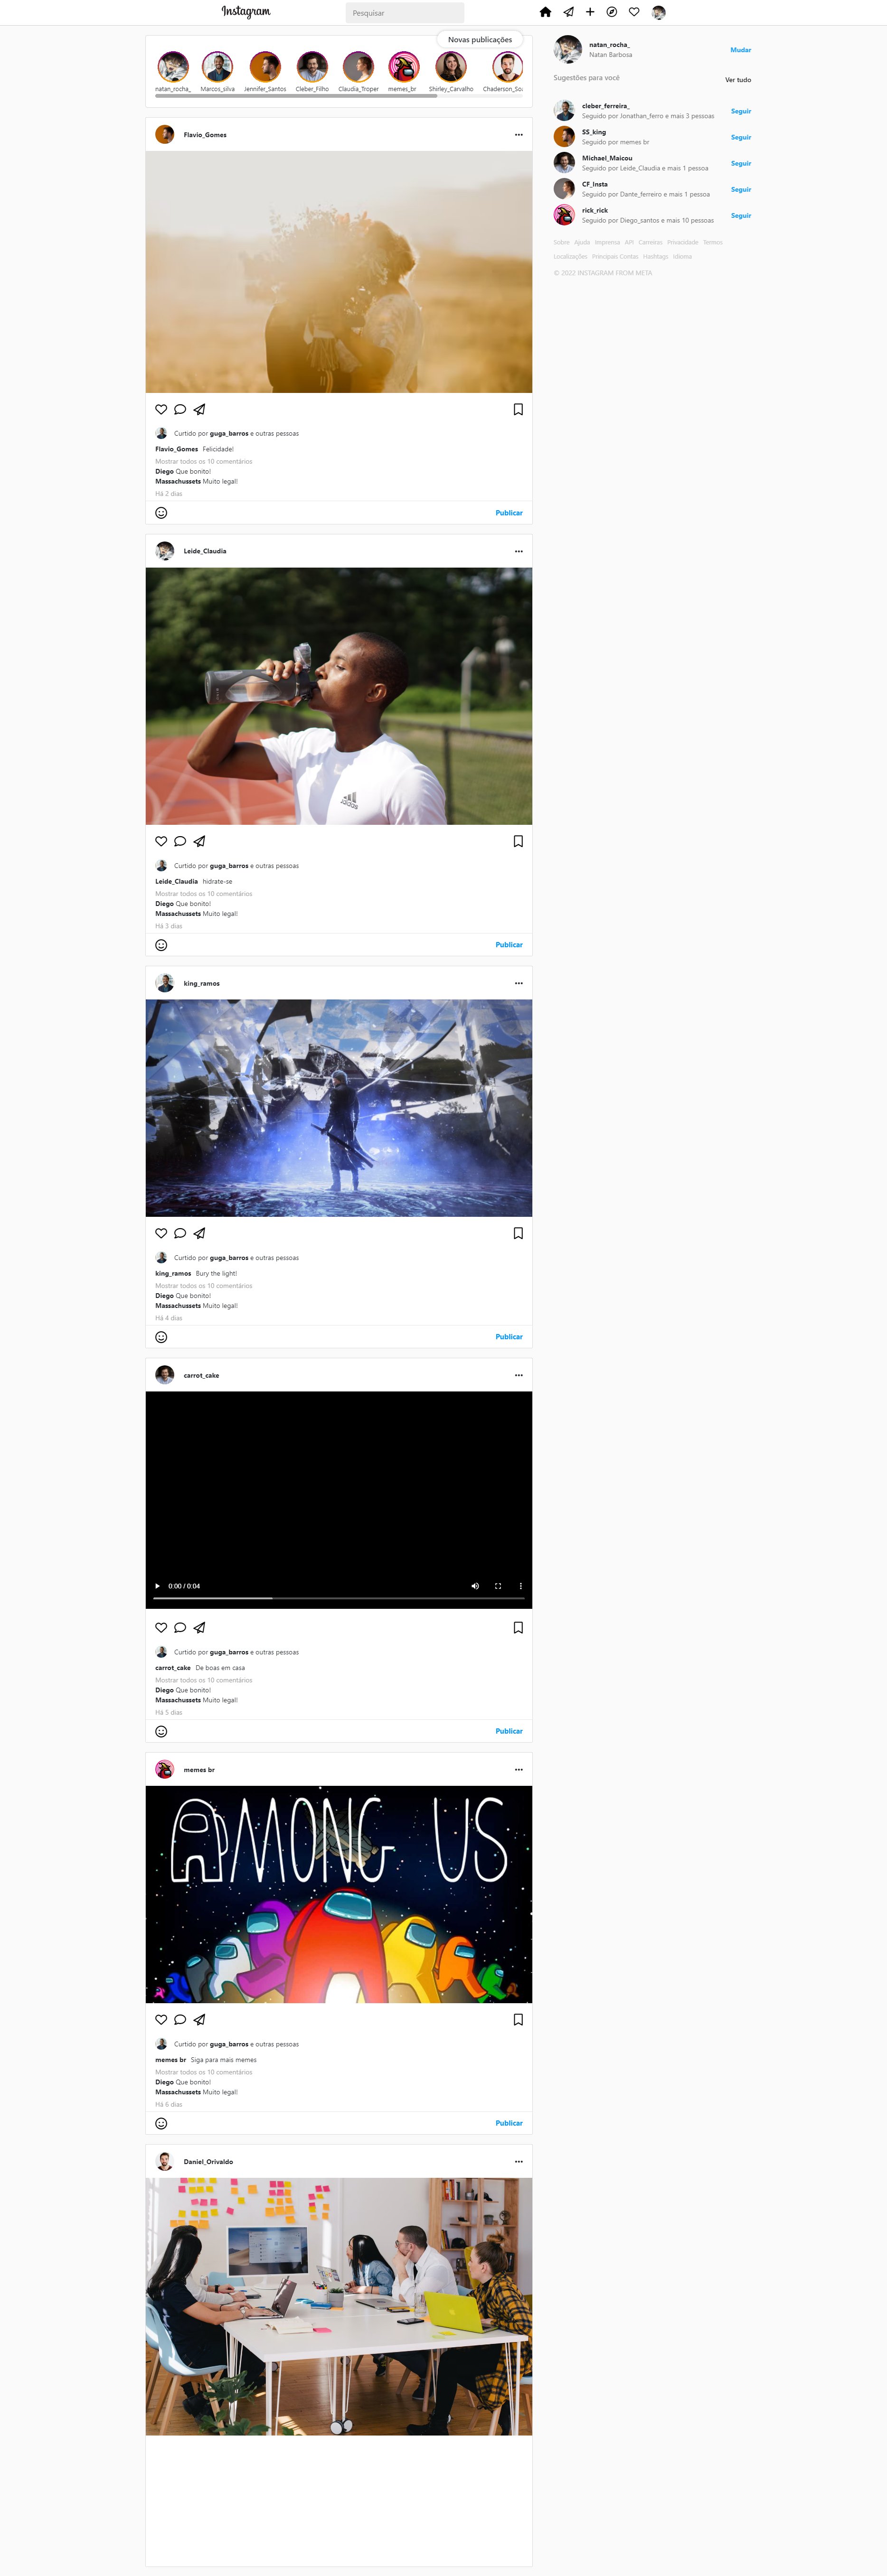 Instagram
Pesquisar
Novas publicações
natan_rocha_
Marcos_silva
Jennifer_Santos
Cleber_Filho
Claudia_Troper
memes_br
Shirley_Carvalho
natan_rocha_
Natan Barbosa
Mudar
Sugestões para você
Ver tudo
cleber_ferreira_
Seguido por Jonathan_ferro e mais 3 pessoas
Seguir
SS_king
Seguido por memes br
Seguir
Michael_Maicou
Seguido por Leide_Claudia e mais 1 pessoa
Seguir
CF_Insta
Seguido por Dante_ferreiro e mais 1 pessoa
Seguir
rick_rick
Seguido por Diego_santos e mais 10 pessoas
Seguir
Sobre Ajuda Imprensa API Carreiras Privacidade Termos
Localizações Principais Contas Hashtags Idioma
© 2022 INSTAGRAM FROM META
Flavio_Gomes
Curtido por guga_barros e outras pessoas
Flavio_Gomes Felicidade!
Mostrar todos os 10 comentários
Diego Que bonito!
Massachussets Muito legal!
Há 2 dias
Publicar
Leide_Claudia
adidas
Curtido por guga_barros e outras pessoas
Leide_Claudia hidrate-se
Mostrar todos os 10 comentários
Diego Que bonito!
Massachussets Muito legal!
Há 3 dias
Publicar
king_ramos
Curtido por guga_barros e outras pessoas
king_ramos Bury the light!
Mostrar todos os 10 comentários
Diego Que bonito!
Massachussets Muito legal!
Há 4 dias
Publicar
carrot_cake
0:00 / 0:04
Curtido por guga_barros e outras pessoas
carrot_cake De boas em casa
Mostrar todos os 10 comentários
Diego Que bonito!
Massachussets Muito legal!
Há 5 dias
Publicar
memes br
AMONG US
Curtido por guga_barros e outras pessoas
memes br Siga para mais memes
Mostrar todos os 10 comentários
Diego Que bonito!
Massachussets Muito legal!
Há 6 dias
Publicar
Daniel_Orivaldo